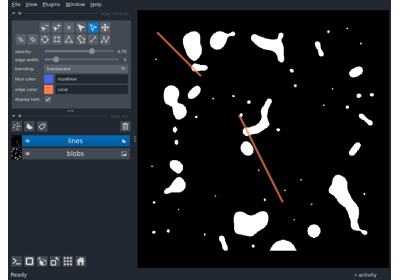 File View Plugins Window Help
opacity: 0.70
edge width: 5
blending: translucent
face color: royalblue
edge color: coral
display text: ✓
lines
blobs
Ready
activity